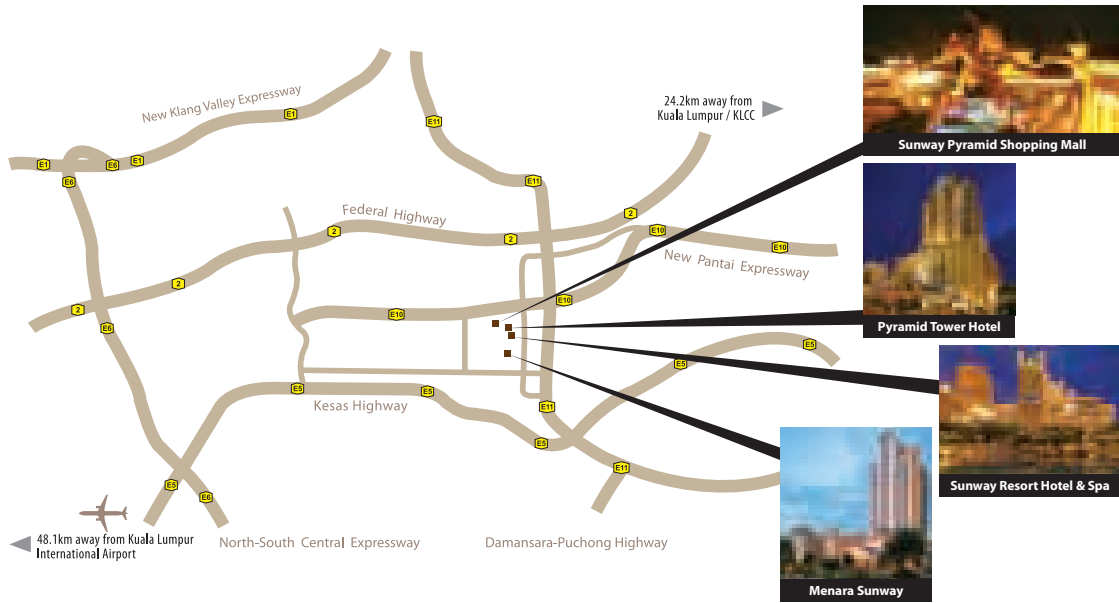 New Klang Valley Expressway
E1
E11
24.2km away from
Kuala Lumpur / KLCC
Sunway Pyramid Shopping Mall
E1
E6
E1
E6
E11
Federal Highway
2
2
2
E10
New Pantai Expressway
E10
2
2
E6
E10
E10
Pyramid Tower Hotel
E5
E5
E5
Kesas Highway
E11
E5
E11
Sunway Resort Hotel & Spa
E5
E6
48.1km away from Kuala Lumpur
International Airport
North-South Central Expressway
Damansara-Puchong Highway
Menara Sunway